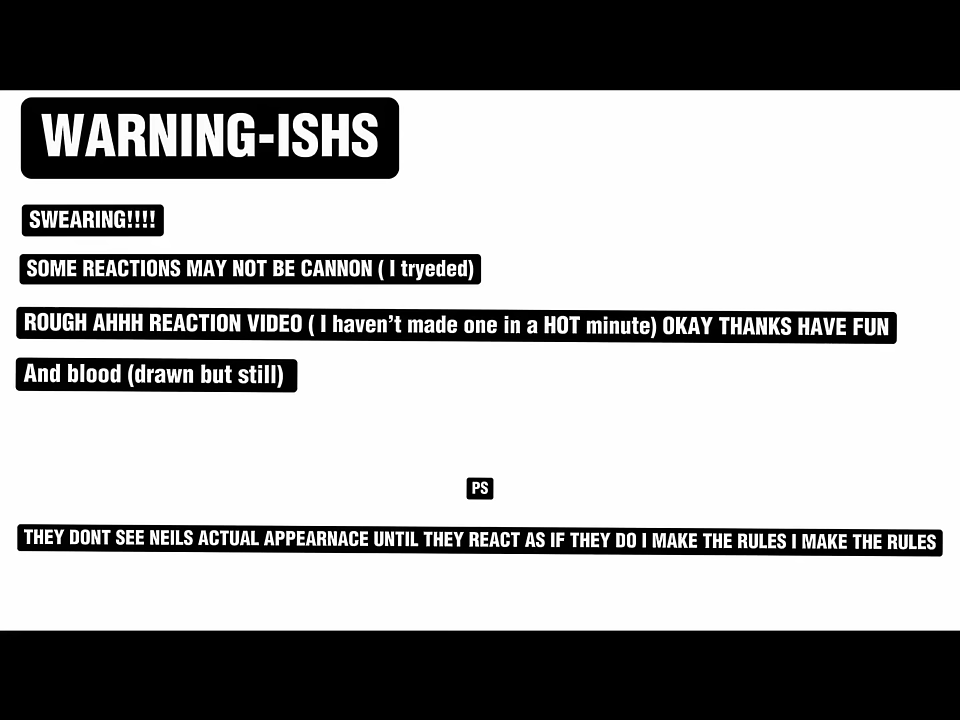 WARNING-ISHS
SWEARING!!!!
SOME REACTIONS MAY NOT BE CANNON ( I tryeded)
ROUGH AHHH REACTION VIDEO ( I haven't made one in a HOT minute) OKAY THANKS HAVE FUN
And blood (drawn but still)
PS
THEY DONT SEE NEILS ACTUAL APPEARNACE UNTIL THEY REACT AS IF THEY DO I MAKE THE RULES I MAKE THE RULES